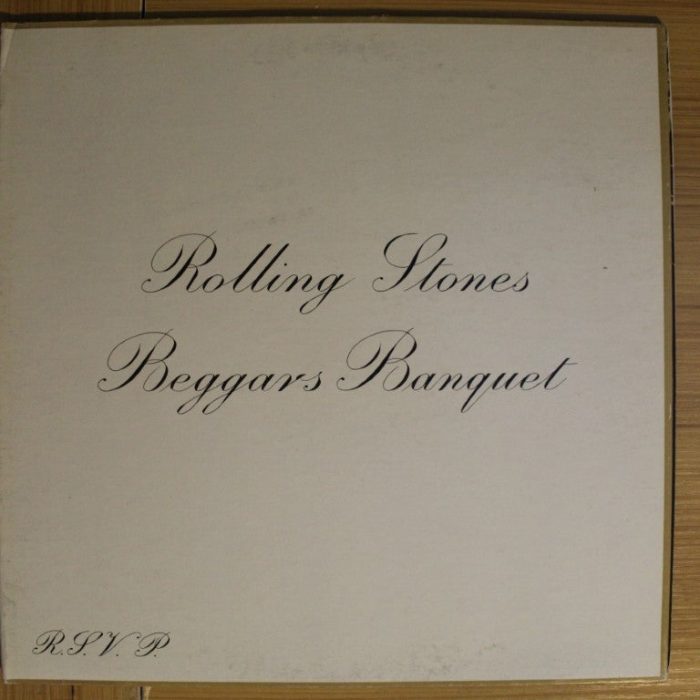 Rolling Stones
Beggars Banquet
R.S.V.P.